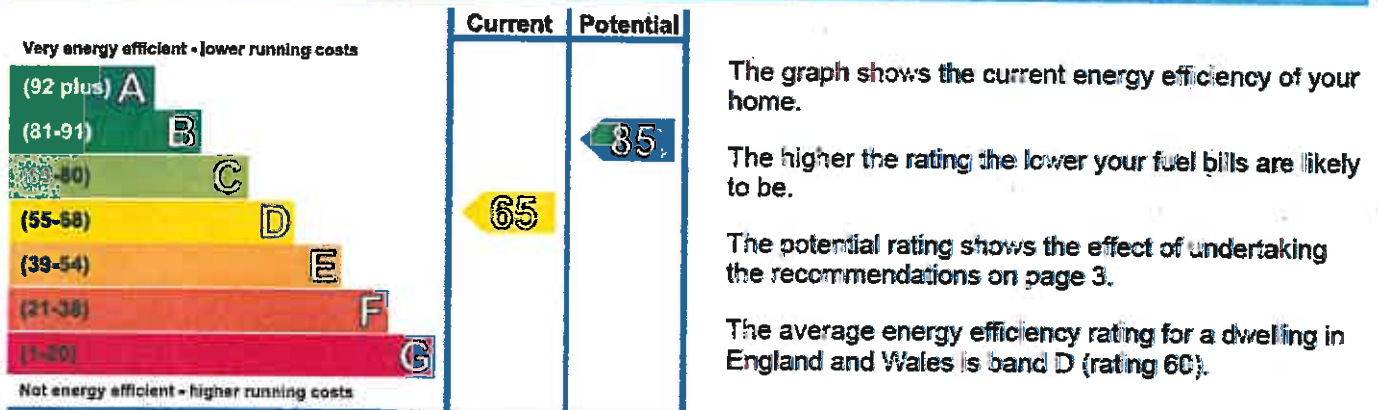 Current Potential
Very energy efficient - lower running costs
(92 plus) A
(81-91) B
85
-80) C
(55-68) D
65
(39-54) E
(21-38) F
(1-20) G
Not energy efficient - higher running costs
The graph shows the current energy efficiency of your
home.
The higher the rating the lower your fuel bills are likely
to be.
The potential rating shows the effect of undertaking
the recommendations on page 3.
The average energy efficiency rating for a dwelling in
England and Wales is band D (rating 60).